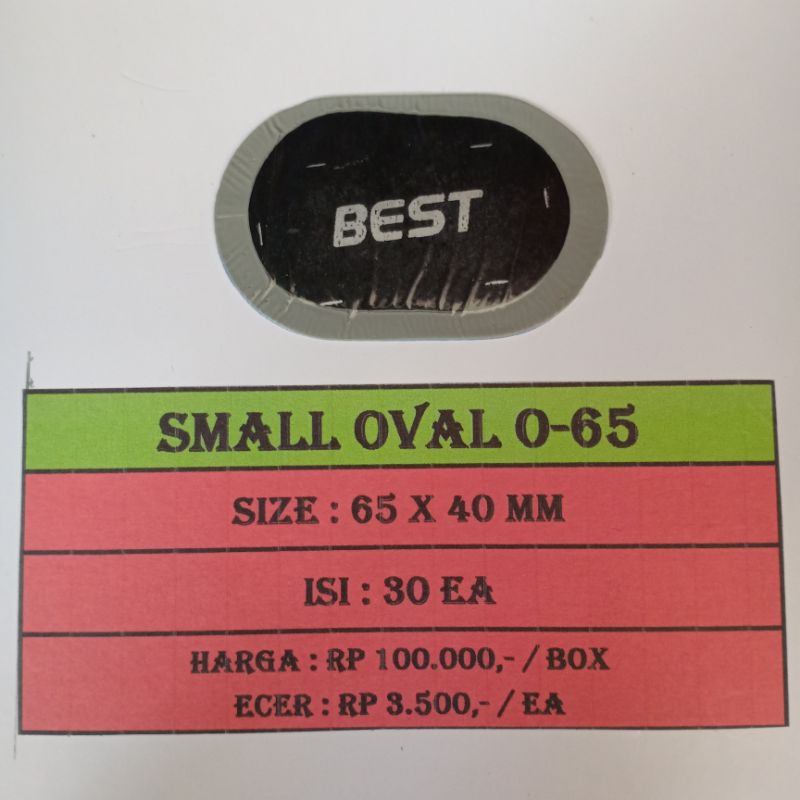 BEST
SMALL OVAL O-65
SIZE : 65 X 40 MM
ISI : 30 EA
HARGA : RP 100.000,- / BOX
ECER : RP 3.500,- / EA